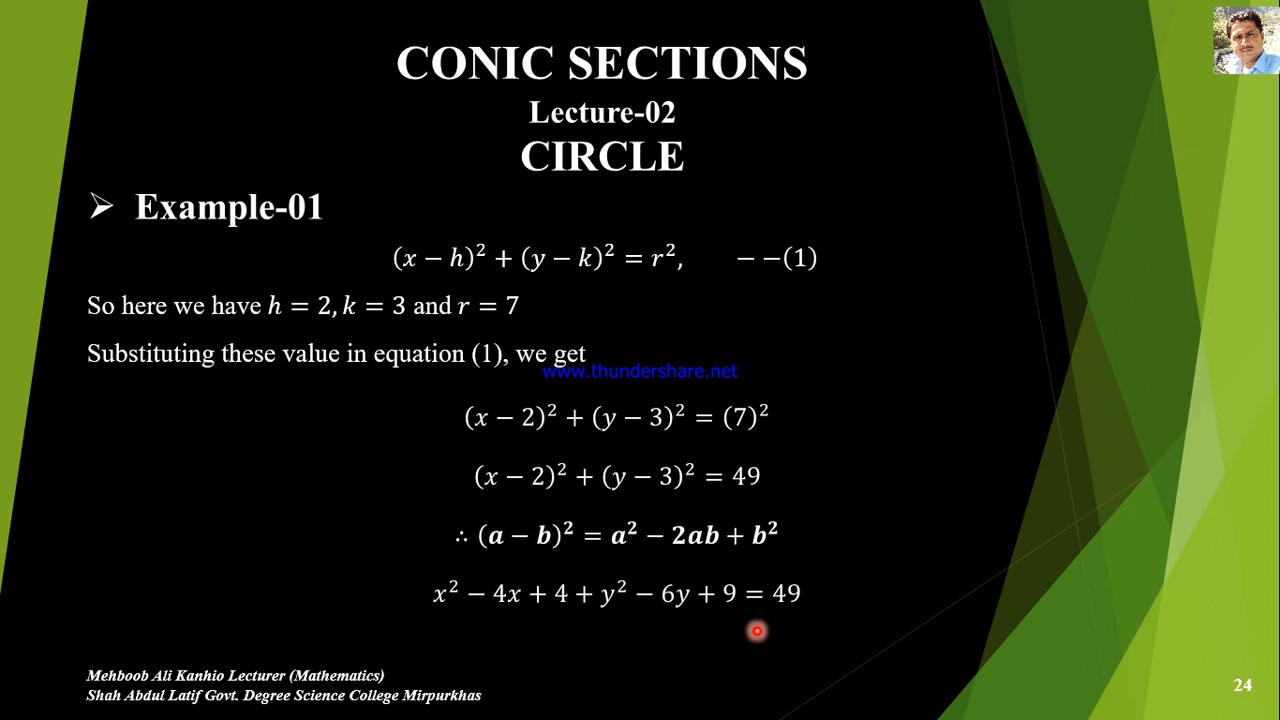 CONIC SECTIONS
Lecture-02
CIRCLE
➢ Example-01
(x − h)² + (y − k)² = r², − −(1)
So here we have h = 2, k = 3 and r = 7
Substituting these value in equation (1), we get
www.thundershare.net
(x − 2)² + (y − 3)² = (7)²
(x − 2)² + (y − 3)² = 49
∴ (a − b)² = a² − 2ab + b²
x² − 4x + 4 + y² − 6y + 9 = 49
Mehboob Ali Kanhio Lecturer (Mathematics)
Shah Abdul Latif Govt. Degree Science College Mirpurkhas
24